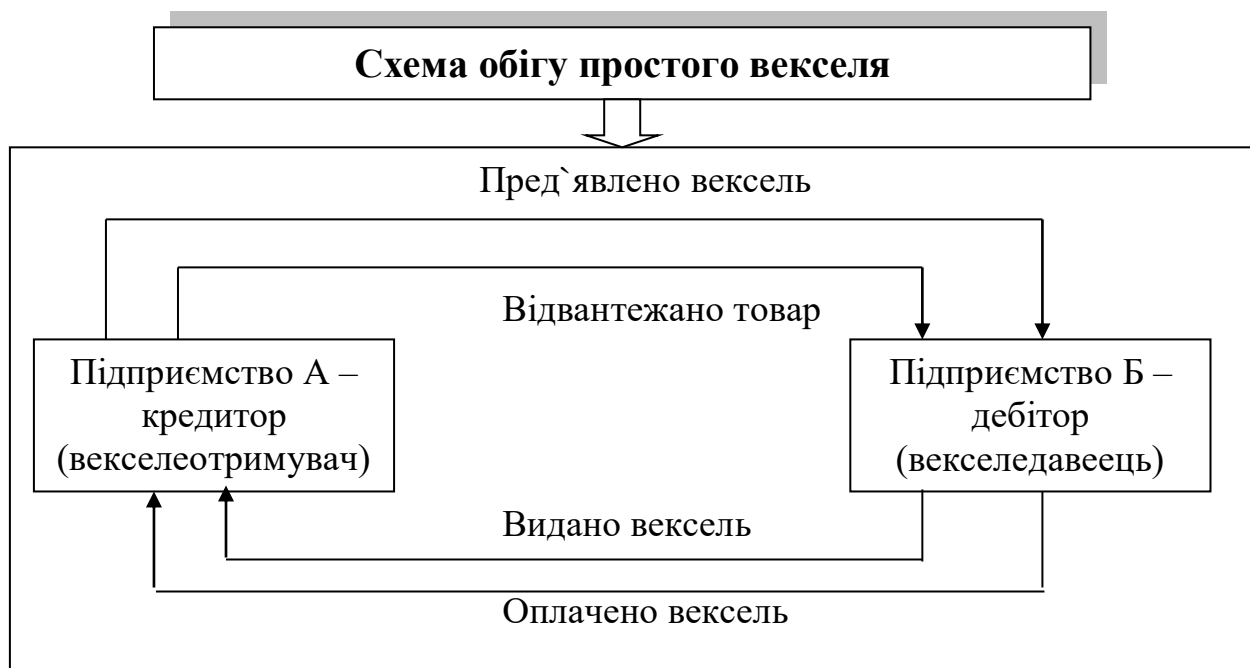 Схема обігу простого векселя
Пред`явлено вексель
Відвантежано товар
Підприємство А –
кредитор
(векселеотримувач)
Підприємство Б –
дебітор
(векселедавеець)
Видано вексель
Оплачено вексель